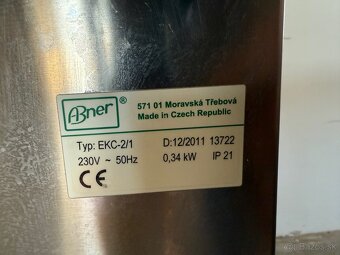 ABner ®
571 01 Moravská Třebová
Made in Czech Republic
Typ: EKC-2/1
D:12/2011 13722
230V ~ 50Hz
0,34 kW
IP 21
CE